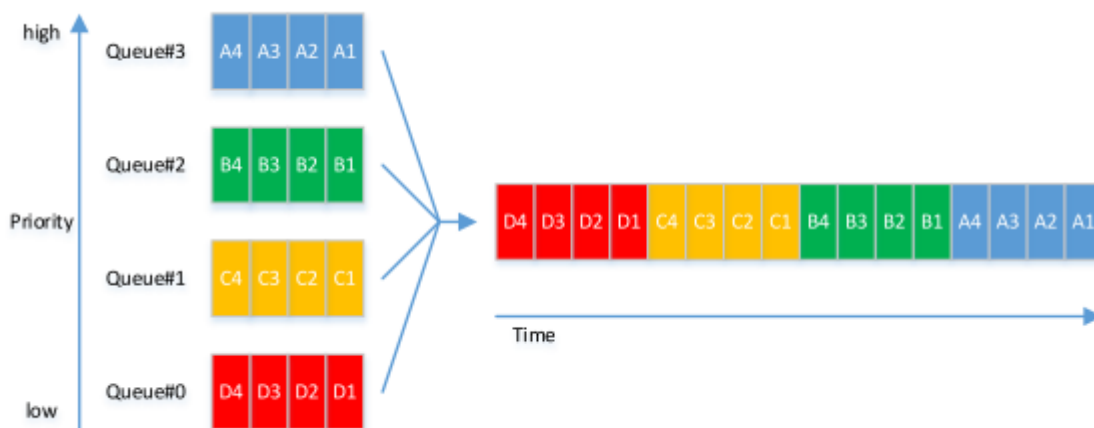 high
Queue#3 A4 A3 A2 A1
Queue#2 B4 B3 B2 B1
Priority
D4 D3 D2 D1 C4 C3 C2 C1 B4 B3 B2 B1 A4 A3 A2 A1
Queue#1 C4 C3 C2 C1
Time
Queue#0 D4 D3 D2 D1
low